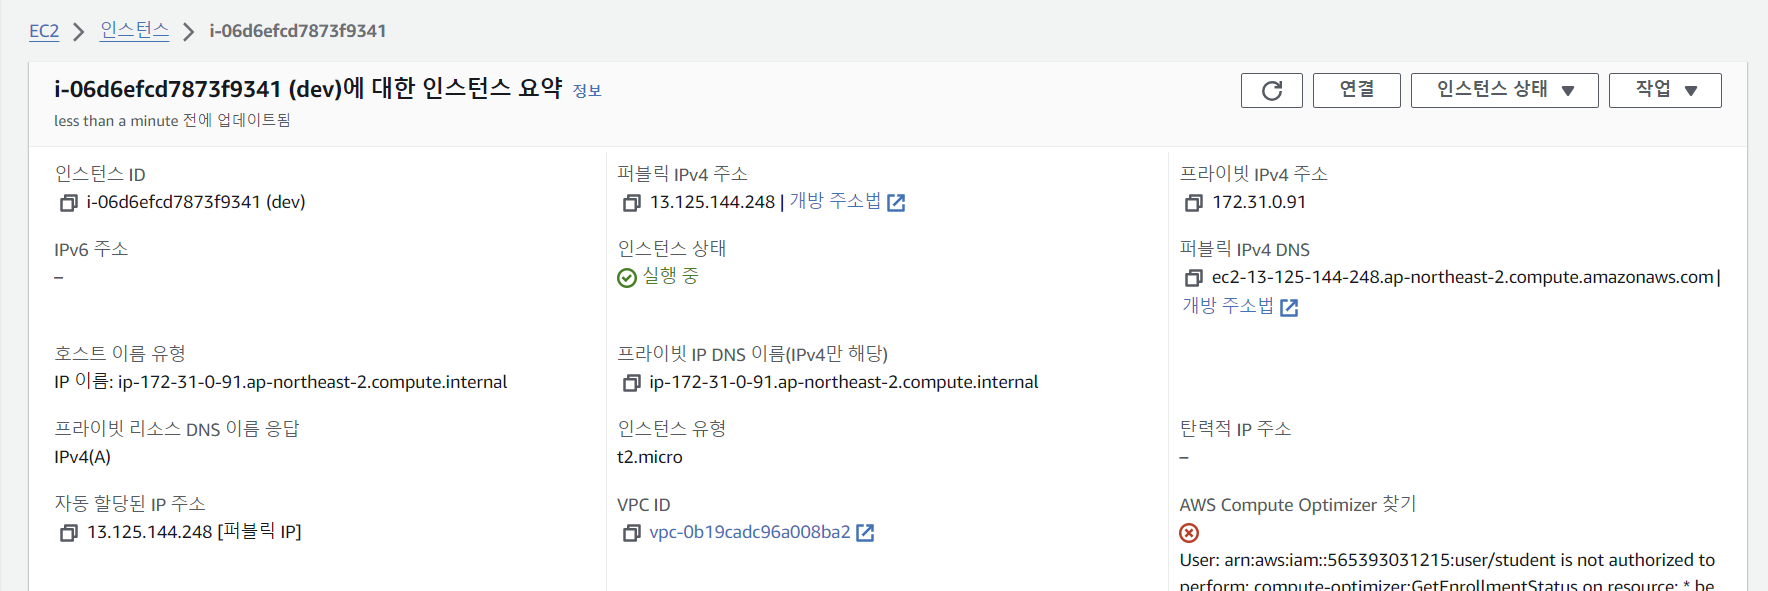 EC2 > 인스턴스 > i-06d6efcd7873f9341
i-06d6efcd7873f9341 (dev)에 대한 인스턴스 요약 정보
less than a minute 전에 업데이트됨
연결
인스턴스 상태 ▼
작업 ▼
인스턴스 ID
i-06d6efcd7873f9341 (dev)
퍼블릭 IPv4 주소
13.125.144.248 | 개방 주소법
프라이빗 IPv4 주소
172.31.0.91
IPv6 주소
–
인스턴스 상태
실행 중
퍼블릭 IPv4 DNS
ec2-13-125-144-248.ap-northeast-2.compute.amazonaws.com |
개방 주소법
호스트 이름 유형
IP 이름: ip-172-31-0-91.ap-northeast-2.compute.internal
프라이빗 IP DNS 이름(IPv4만 해당)
ip-172-31-0-91.ap-northeast-2.compute.internal
프라이빗 리소스 DNS 이름 응답
IPv4(A)
인스턴스 유형
t2.micro
탄력적 IP 주소
–
자동 할당된 IP 주소
13.125.144.248 [퍼블릭 IP]
VPC ID
vpc-0b19cadc96a008ba2
AWS Compute Optimizer 찾기
User: arn:aws:iam::565393031215:user/student is not authorized to
perform: compute-optimizer:GetEnrollmentStatus on resource: * be